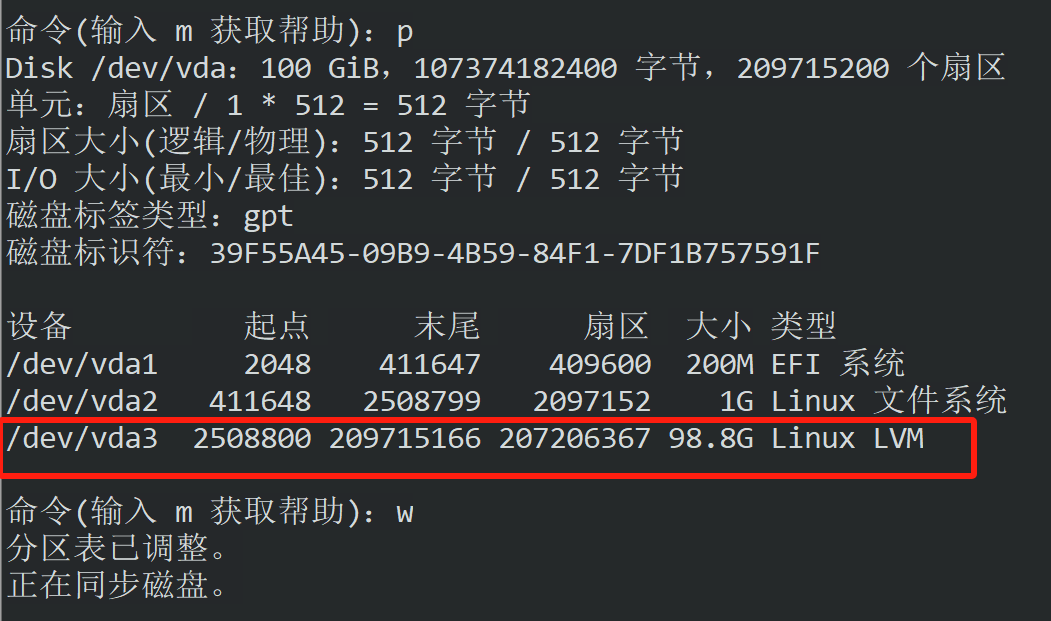 命令(输入 m 获取帮助)：p
Disk /dev/vda：100 GiB，107374182400 字节，209715200 个扇区
单元：扇区 / 1 * 512 = 512 字节
扇区大小(逻辑/物理)：512 字节 / 512 字节
I/O 大小(最小/最佳)：512 字节 / 512 字节
磁盘标签类型：gpt
磁盘标识符：39F55A45-09B9-4B59-84F1-7DF1B757591F
设备 起点 末尾 扇区 大小 类型
/dev/vda1 2048 411647 409600 200M EFI 系统
/dev/vda2 411648 2508799 2097152 1G Linux 文件系统
/dev/vda3 2508800 209715166 207206367 98.8G Linux LVM
命令(输入 m 获取帮助)：w
分区表已调整。
正在同步磁盘。